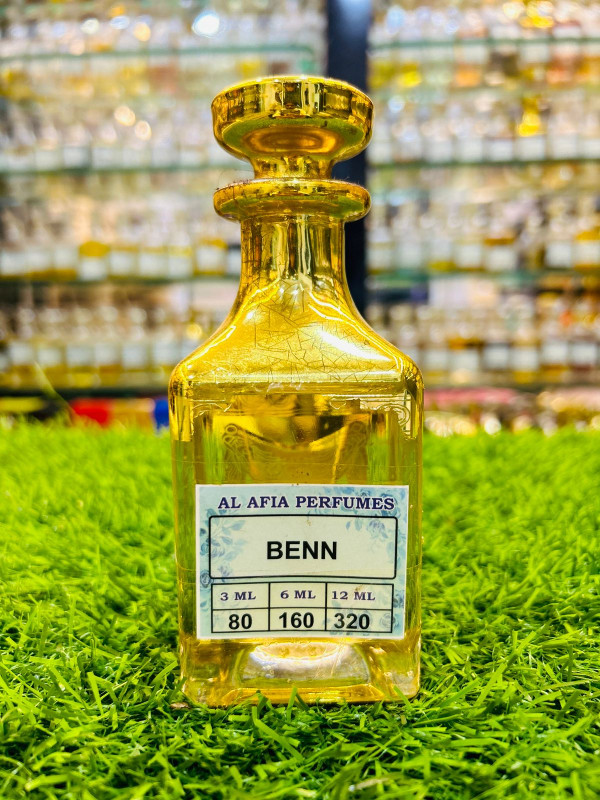 AL AFIA PERFUMES
BENN
3 ML 6 ML 12 ML
80 160 320